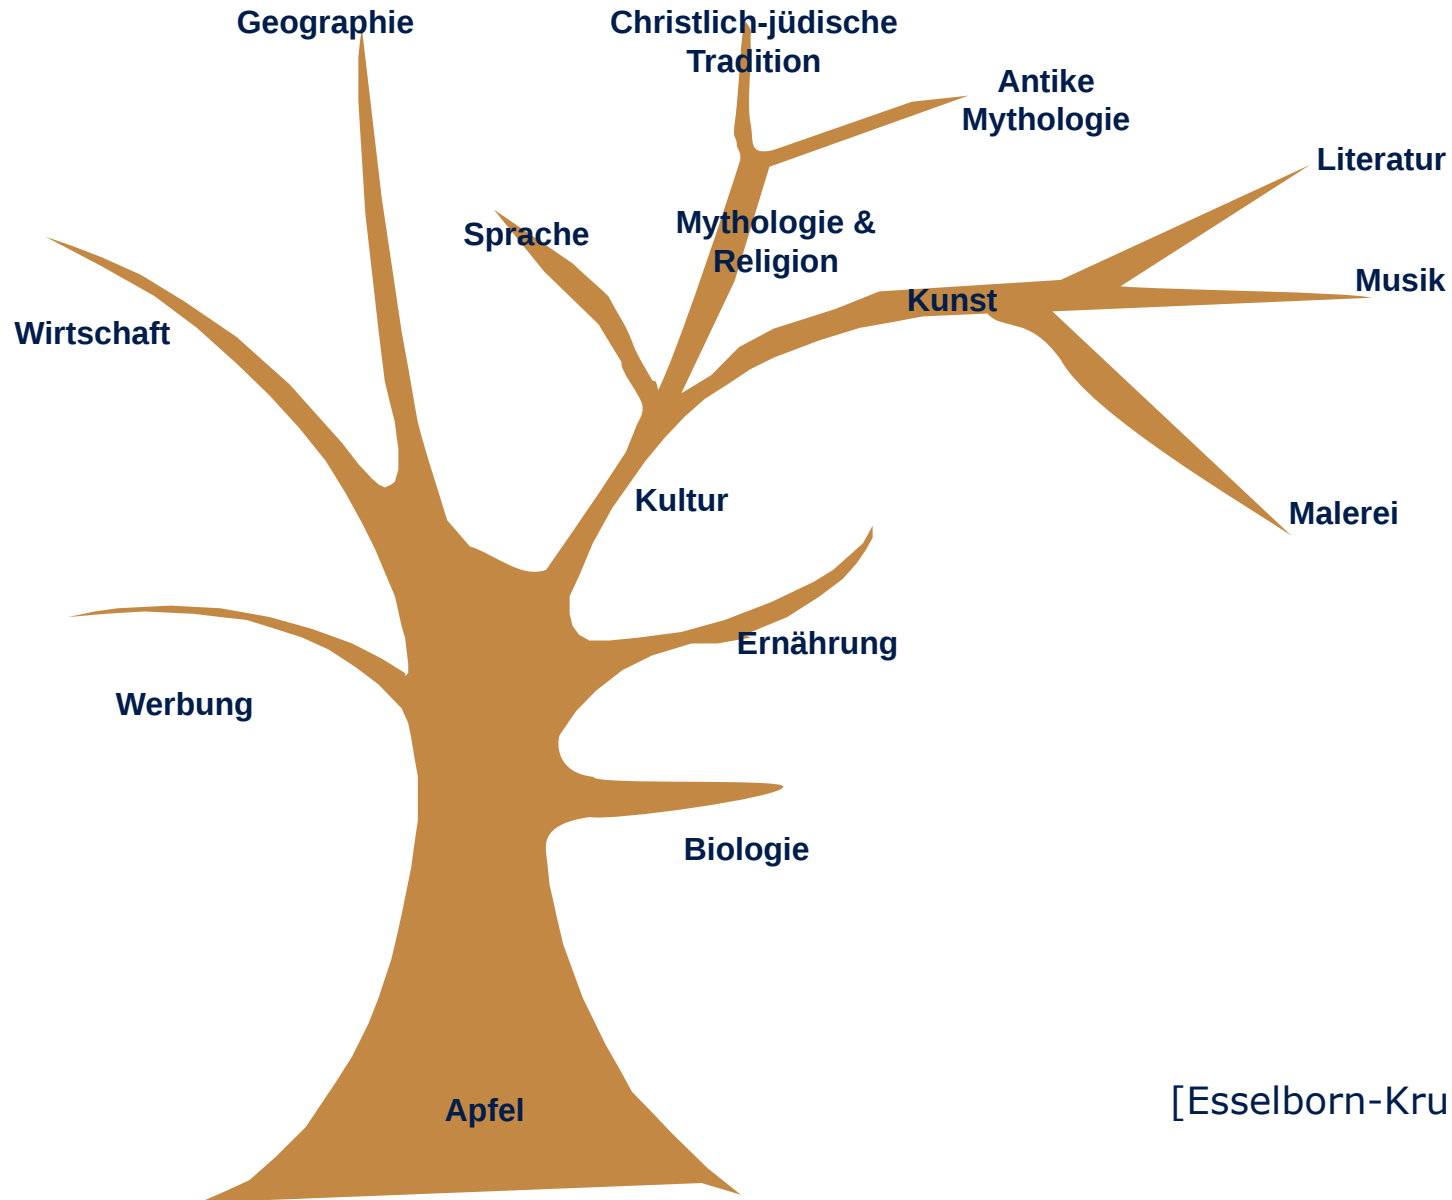 Geographie
Christlich-jüdische
Tradition
Antike
Mythologie
Literatur
Sprache
Mythologie &
Religion
Musik
Kunst
Wirtschaft
Kultur
Malerei
Ernährung
Werbung
Biologie
Apfel
[Esselborn-Kru